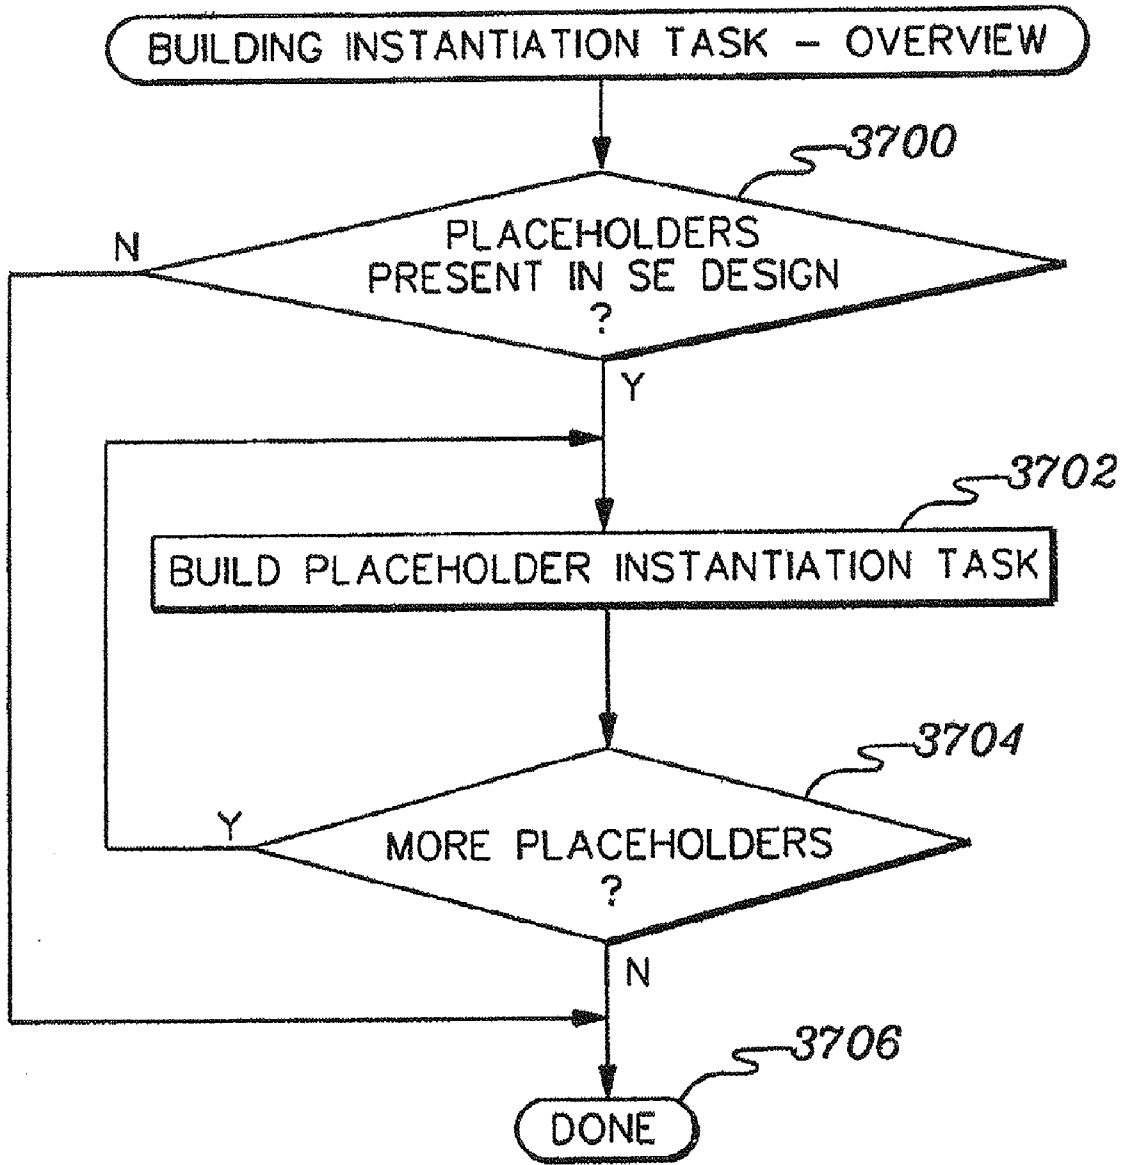 BUILDING INSTANTIATION TASK - OVERVIEW
3700
N
PLACEHOLDERS
PRESENT IN SE DESIGN
?
Y
3702
BUILD PLACEHOLDER INSTANTIATION TASK
3704
Y
MORE PLACEHOLDERS
?
N
3706
DONE